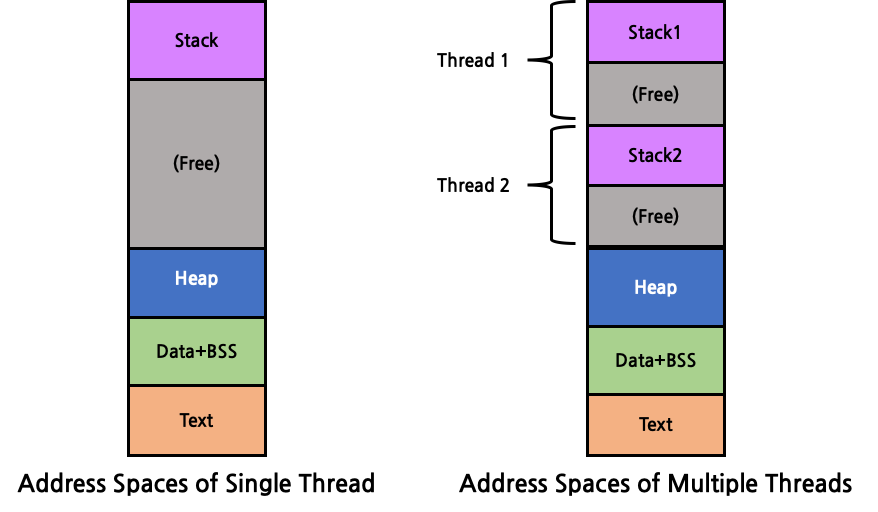 Stack
(Free)
Heap
Data+BSS
Text
Address Spaces of Single Thread
Thread 1
Stack1
(Free)
Thread 2
Stack2
(Free)
Heap
Data+BSS
Text
Address Spaces of Multiple Threads